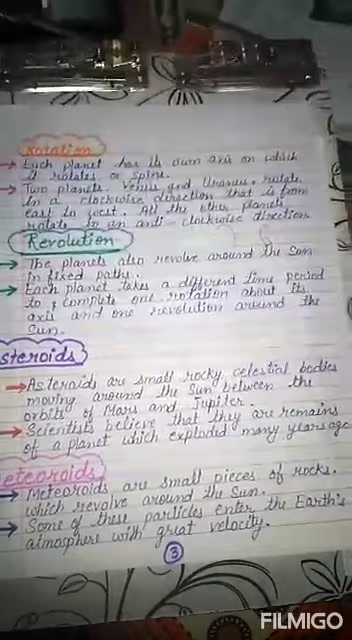 Rotation
→ Each planet has its own axis on which
it rotates or spins.
→ Two planets, Venus and Uranus, rotate
in a clockwise direction that is from
east to west. All the other planets
rotate in an anti-clockwise direction
Revolution
→ The planets also revolve around the Sun
in fixed paths.
→ Each planet takes a different time period
to complete one rotation about its
axis and one revolution around the
Sun.
steroids
→ Asteroids are small rocky celestial bodies
moving around the Sun between the
orbits of Mars and Jupiter.
→ Scientists believe that they are remains
of a planet which exploded many years ago
Meteoroids
→ Meteoroids are small pieces of rocks,
which revolve around the Sun.
→ Some of these particles enter the Earth's
atmosphere with great velocity.
3
FILMIGO